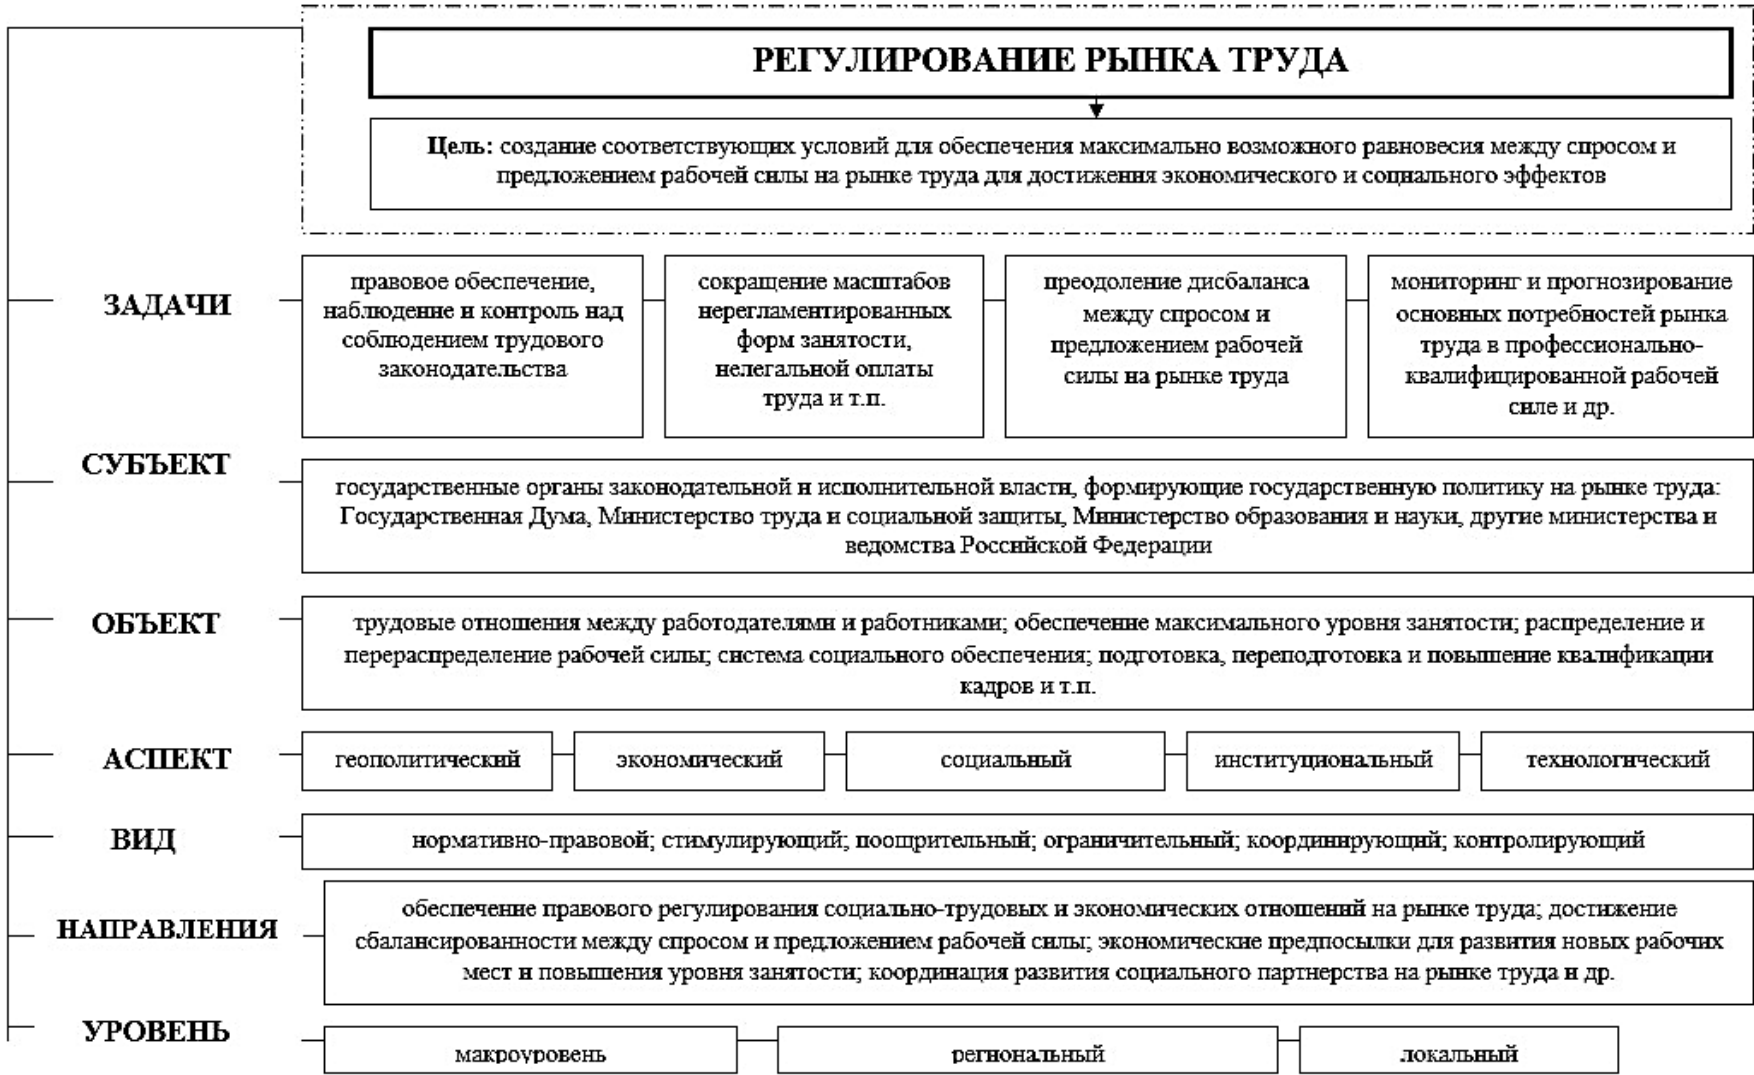 РЕГУЛИРОВАНИЕ РЫНКА ТРУДА
Цель: создание соответствующих условий для обеспечения максимально возможного равновесия между спросом и
предложением рабочей силы на рынке труда для достижения экономического и социального эффектов
ЗАДАЧИ
правовое обеспечение,
наблюдение и контроль над
соблюдением трудового
законодательства
сокращение масштабов
нерегламентированных
форм занятости,
нелегальной оплаты
труда и т.п.
преодоление дисбаланса
между спросом и
предложением рабочей
силы на рынке труда
мониторинг и прогнозирование
основных потребностей рынка
труда в профессионально-
квалифицированной рабочей
силе и др.
СУБЪЕКТ
государственные органы законодательной и исполнительной власти, формирующие государственную политику на рынке труда:
Государственная Дума, Министерство труда и социальной защиты, Министерство образования и науки, другие министерства и
ведомства Российской Федерации
ОБЪЕКТ
трудовые отношения между работодателями и работниками; обеспечение максимального уровня занятости; распределение и
перераспределение рабочей силы; система социального обеспечения; подготовка, переподготовка и повышение квалификации
кадров и т.п.
АСПЕКТ
геополитический
экономический
социальный
институциональный
технологический
ВИД
нормативно-правовой; стимулирующий; поощрительный; ограничительный; координирующий; контролирующий
НАПРАВЛЕНИЯ
обеспечение правового регулирования социально-трудовых и экономических отношений на рынке труда; достижение
сбалансированности между спросом и предложением рабочей силы; экономические предпосылки для развития новых рабочих
мест и повышения уровня занятости; координация развития социального партнерства на рынке труда и др.
УРОВЕНЬ
макроуровень
региональный
локальный